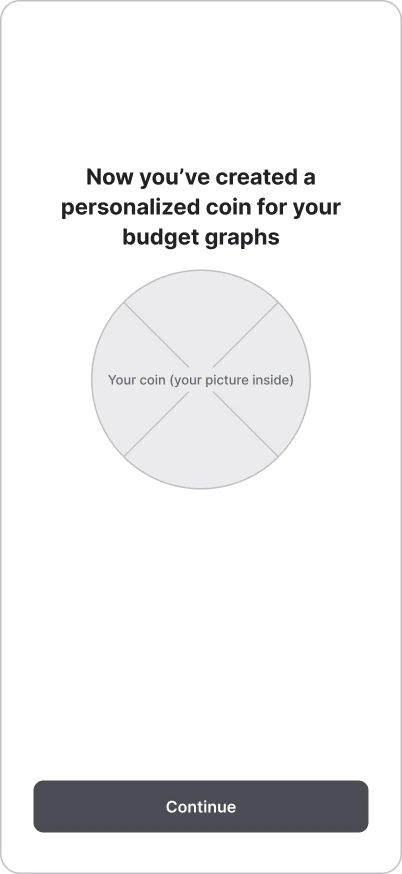 Now you’ve created a
personalized coin for your
budget graphs
Your coin (your picture inside)
Continue